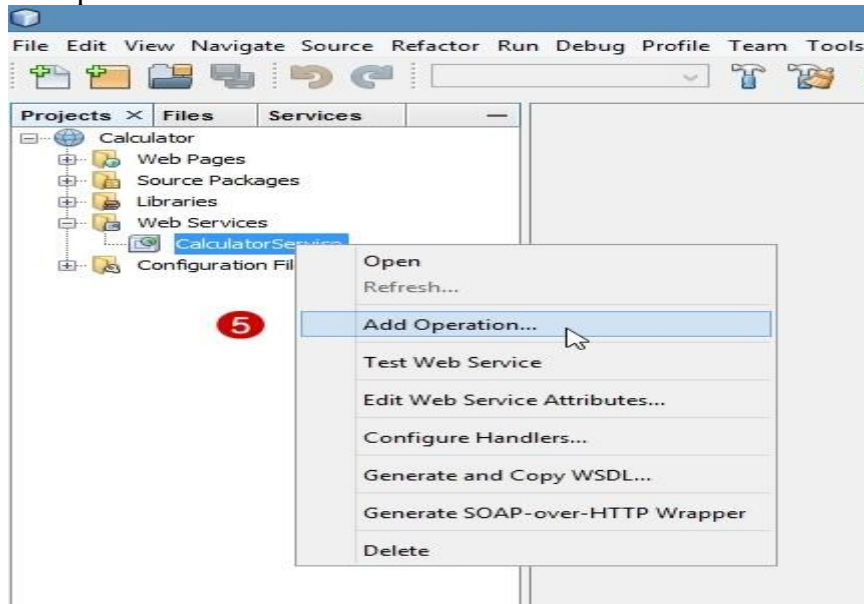 File Edit View Navigate Source Refactor Run Debug Profile Team Tools
Projects Files Services
Calculator
Web Pages
Source Packages
Libraries
Web Services
CalculatorService
Configuration Fil
Open
Refresh...
5
Add Operation...
Test Web Service
Edit Web Service Attributes...
Configure Handlers...
Generate and Copy WSDL...
Generate SOAP-over-HTTP Wrapper
Delete